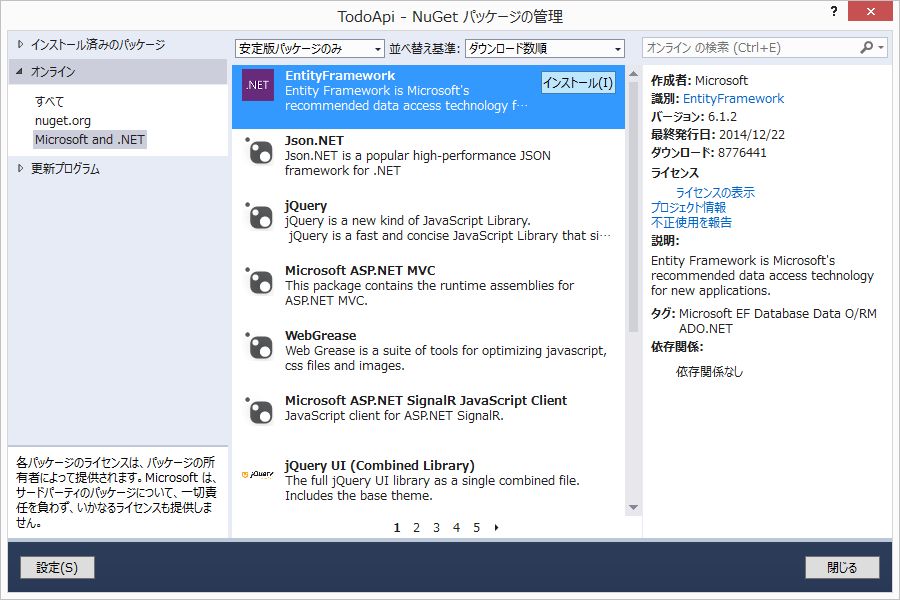 TodoApi - NuGet パッケージの管理
?
インストール済みのパッケージ
オンライン
すべて
nuget.org
Microsoft and .NET
更新プログラム
各パッケージのライセンスは、パッケージの所
有者によって提供されます。Microsoft は、
サードパーティのパッケージについて、一切責
任を負わず、いかなるライセンスも提供しま
せん。
安定版パッケージのみ 並べ替え基準: ダウンロード数順
.NET
EntityFramework
インストール(I)
Entity Framework is Microsoft's
recommended data access technology f…
Json.NET
Json.NET is a popular high-performance JSON
framework for .NET
jQuery
jQuery is a new kind of JavaScript Library.
jQuery is a fast and concise JavaScript Library that si…
Microsoft ASP.NET MVC
This package contains the runtime assemblies for
ASP.NET MVC.
WebGrease
Web Grease is a suite of tools for optimizing javascript,
css files and images.
Microsoft ASP.NET SignalR JavaScript Client
JavaScript client for ASP.NET SignalR.
jQuery
jQuery UI (Combined Library)
The full jQuery UI library as a single combined file.
Includes the base theme.
1 2 3 4 5
オンライン の検索 (Ctrl+E)
作成者: Microsoft
識別: EntityFramework
バージョン: 6.1.2
最終発行日: 2014/12/22
ダウンロード: 8776441
ライセンス
ライセンスの表示
プロジェクト情報
不正使用を報告
説明:
Entity Framework is Microsoft's
recommended data access technology
for new applications.
タグ: Microsoft EF Database Data O/RM
ADO.NET
依存関係:
依存関係なし
設定(S)
閉じる